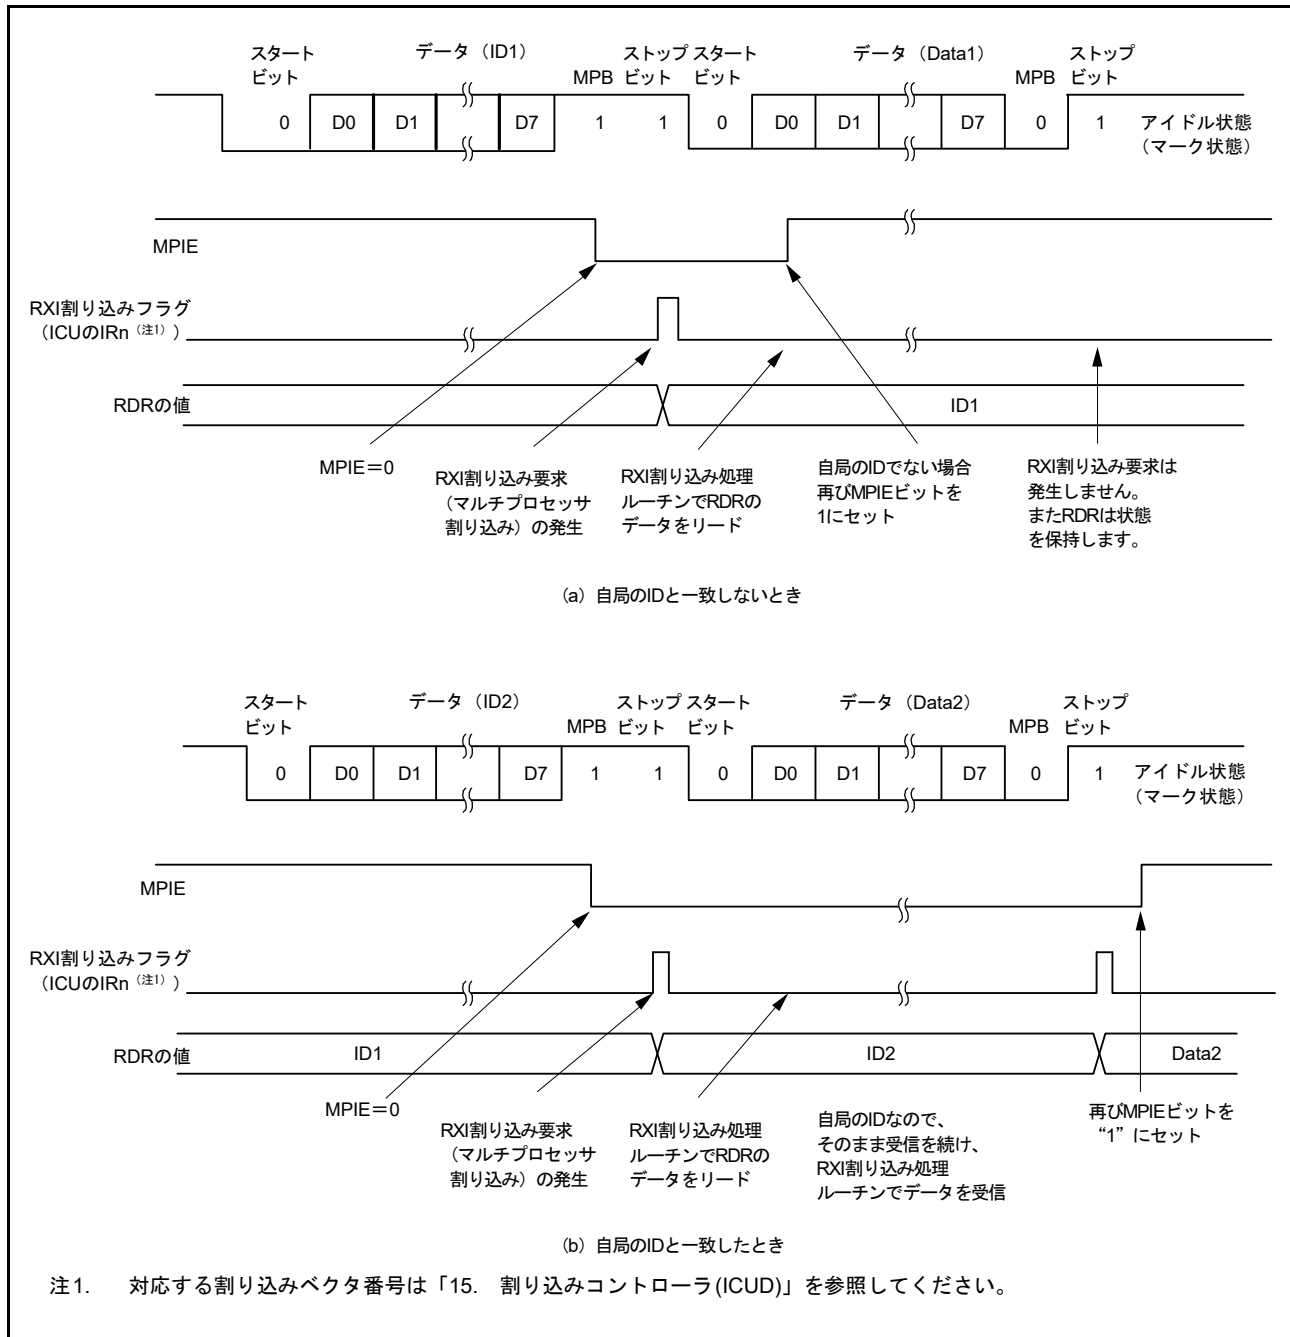 スタート
ビット
データ（ID1）
MPB
ストップ
ビット
スタート
ビット
データ（Data1）
MPB
ストップ
ビット
0 D0 D1 D7 1 1 0 D0 D1 D7 0 1
アイドル状態
（マーク状態）
MPIE
RXI割り込みフラグ
（ICUのIRn（注1））
RDRの値
ID1
MPIE＝0
RXI割り込み要求
（マルチプロセッサ
割り込み）の発生
RXI割り込み処理
ルーチンでRDRの
データをリード
自局のIDでない場合
再びMPIEビットを
1にセット
RXI割り込み要求は
発生しません。
またRDRは状態
を保持します。
（a）自局のIDと一致しないとき
スタート
ビット
データ（ID2）
MPB
ストップ
ビット
スタート
ビット
データ（Data2）
MPB
ストップ
ビット
0 D0 D1 D7 1 1 0 D0 D1 D7 0 1
アイドル状態
（マーク状態）
MPIE
RXI割り込みフラグ
（ICUのIRn（注1））
RDRの値
ID1
ID2
Data2
MPIE＝0
RXI割り込み要求
（マルチプロセッサ
割り込み）の発生
RXI割り込み処理
ルーチンでRDRの
データをリード
自局のIDなので、
そのまま受信を続け、
RXI割り込み処理
ルーチンでデータを受信
再びMPIEビットを
“1”にセット
（b）自局のIDと一致したとき
注1. 対応する割り込みベクタ番号は「15. 割り込みコントローラ(ICUD)」を参照してください。